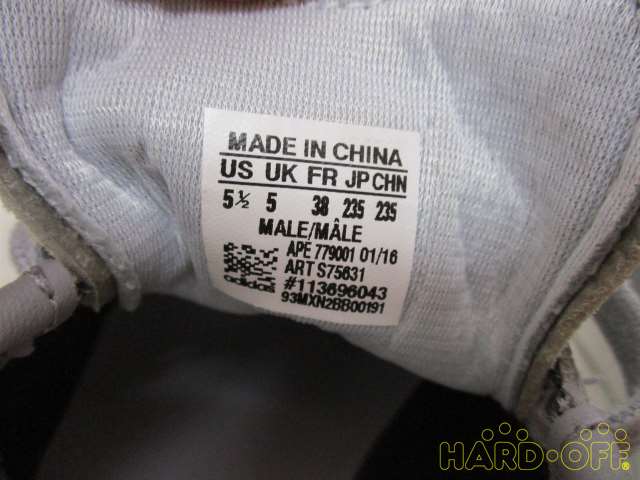 MADE IN CHINA
US UK FR JP CHN
5½ 5 38 235 235
MALE/MÂLE
APE 779001 01/16
ART S75631
#113696043
93MXN2BB00191
adidas
HARD·OFF